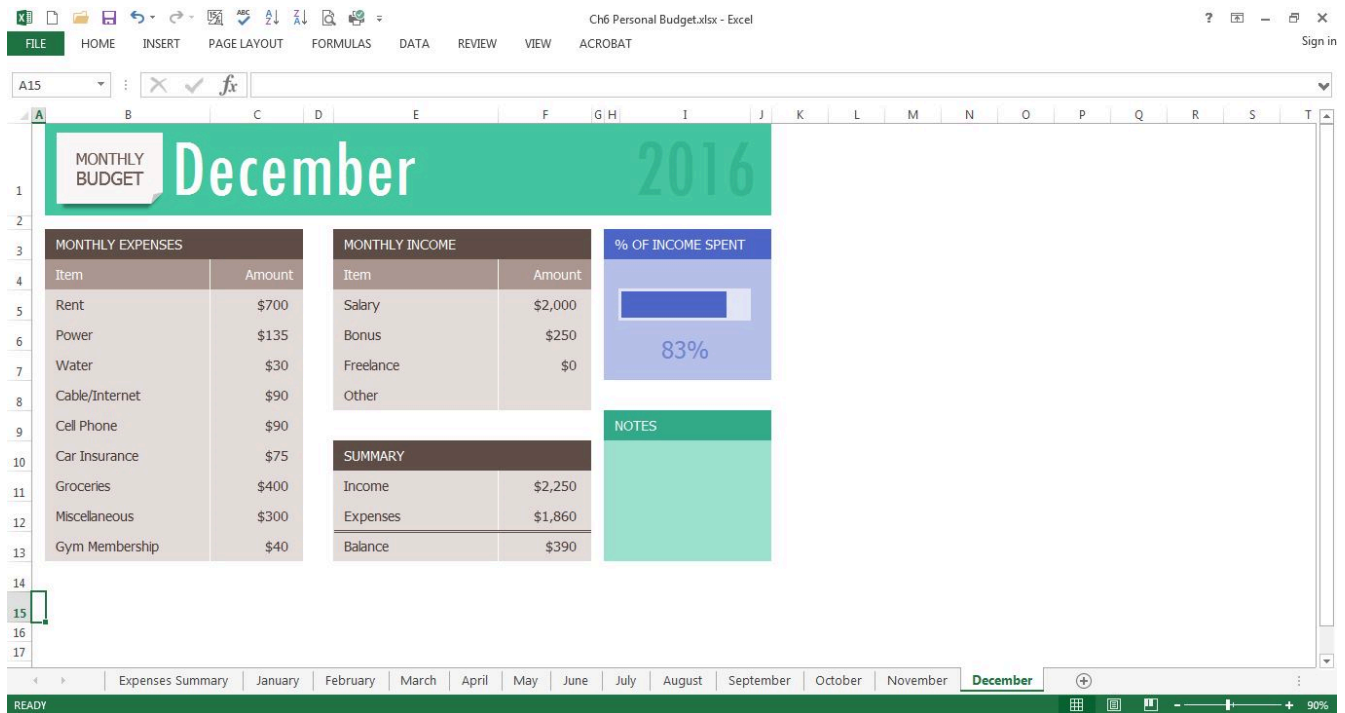 Ch6 Personal Budget.xlsx - Excel
?
FILE HOME INSERT PAGE LAYOUT FORMULAS DATA REVIEW VIEW ACROBAT Sign in
A15 fx
A B C D E F G H I J K L M N O P Q R S T
MONTHLY
BUDGET
December
2016
1
2
3 MONTHLY EXPENSES MONTHLY INCOME % OF INCOME SPENT
4 Item Amount Item Amount
5 Rent $700 Salary $2,000
6 Power $135 Bonus $250
83%
7 Water $30 Freelance $0
8 Cable/Internet $90 Other
9 Cell Phone $90 NOTES
10 Car Insurance $75 SUMMARY
11 Groceries $400 Income $2,250
12 Miscellaneous $300 Expenses $1,860
13 Gym Membership $40 Balance $390
14
15
16
17
Expenses Summary January February March April May June July August September October November December
READY 90%